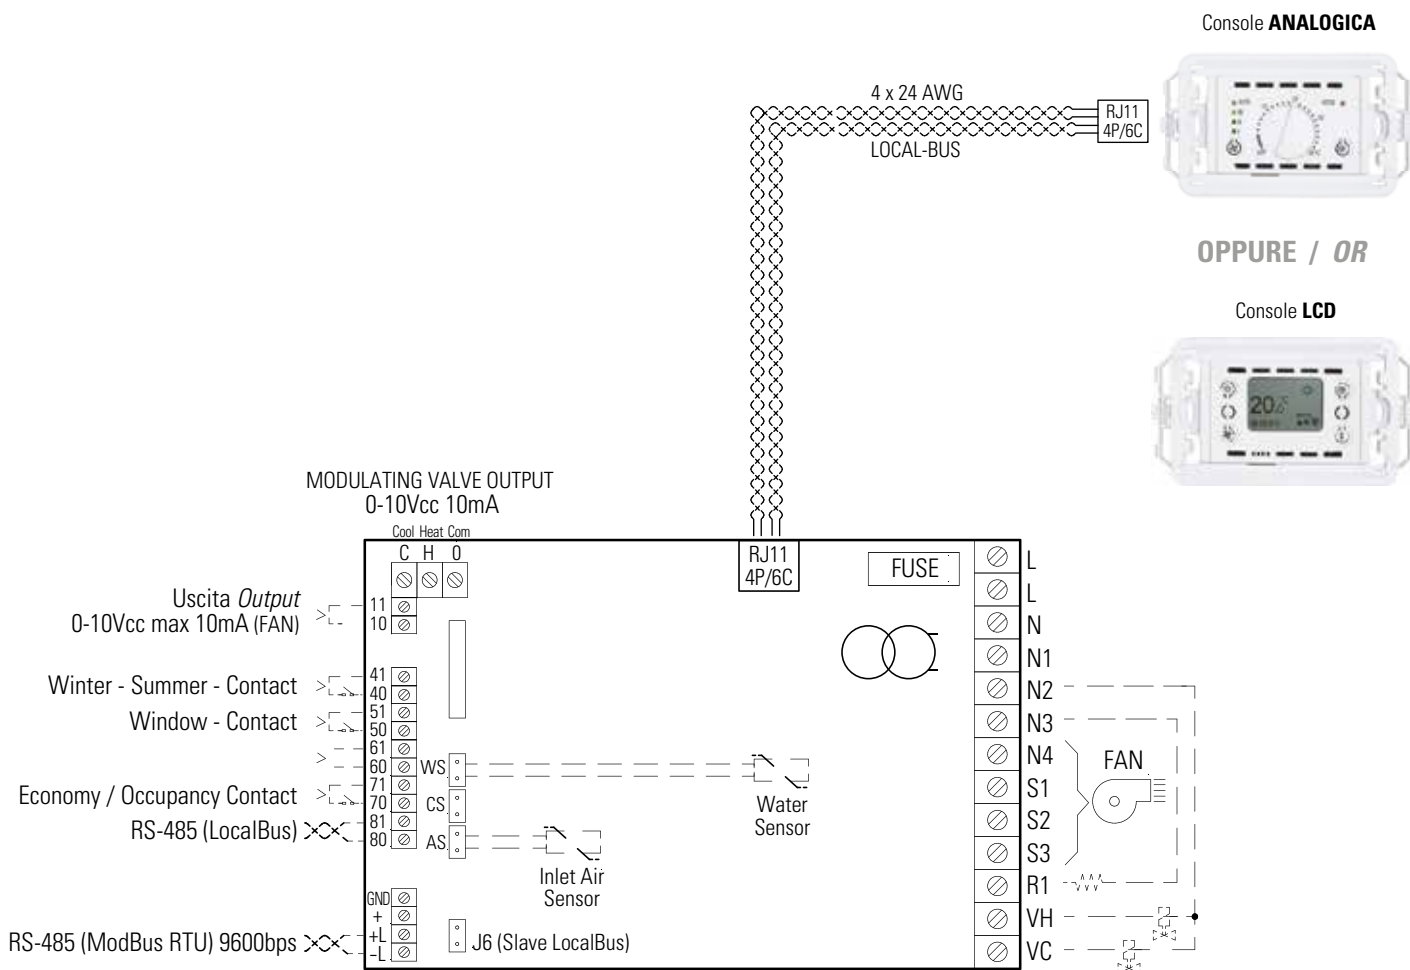 Console ANALOGICA
4 x 24 AWG
RJ11
4P/6C
LOCAL-BUS
OPPURE / OR
Console LCD
20
MODULATING VALVE OUTPUT
0-10Vcc 10mA
Cool Heat Com
C H 0
RJ11
4P/6C
FUSE
Uscita Output
0-10Vcc max 10mA (FAN)
11
10
Winter - Summer - Contact
41
40
Window - Contact
51
50
61
60
WS
Economy / Occupancy Contact
71
70
CS
RS-485 (LocalBus)
81
80
AS
Water
Sensor
Inlet Air
Sensor
GND
+
RS-485 (ModBus RTU) 9600bps
+L
-L
J6 (Slave LocalBus)
L
L
N
N1
N2
N3
N4
FAN
S1
S2
S3
R1
VH
VC